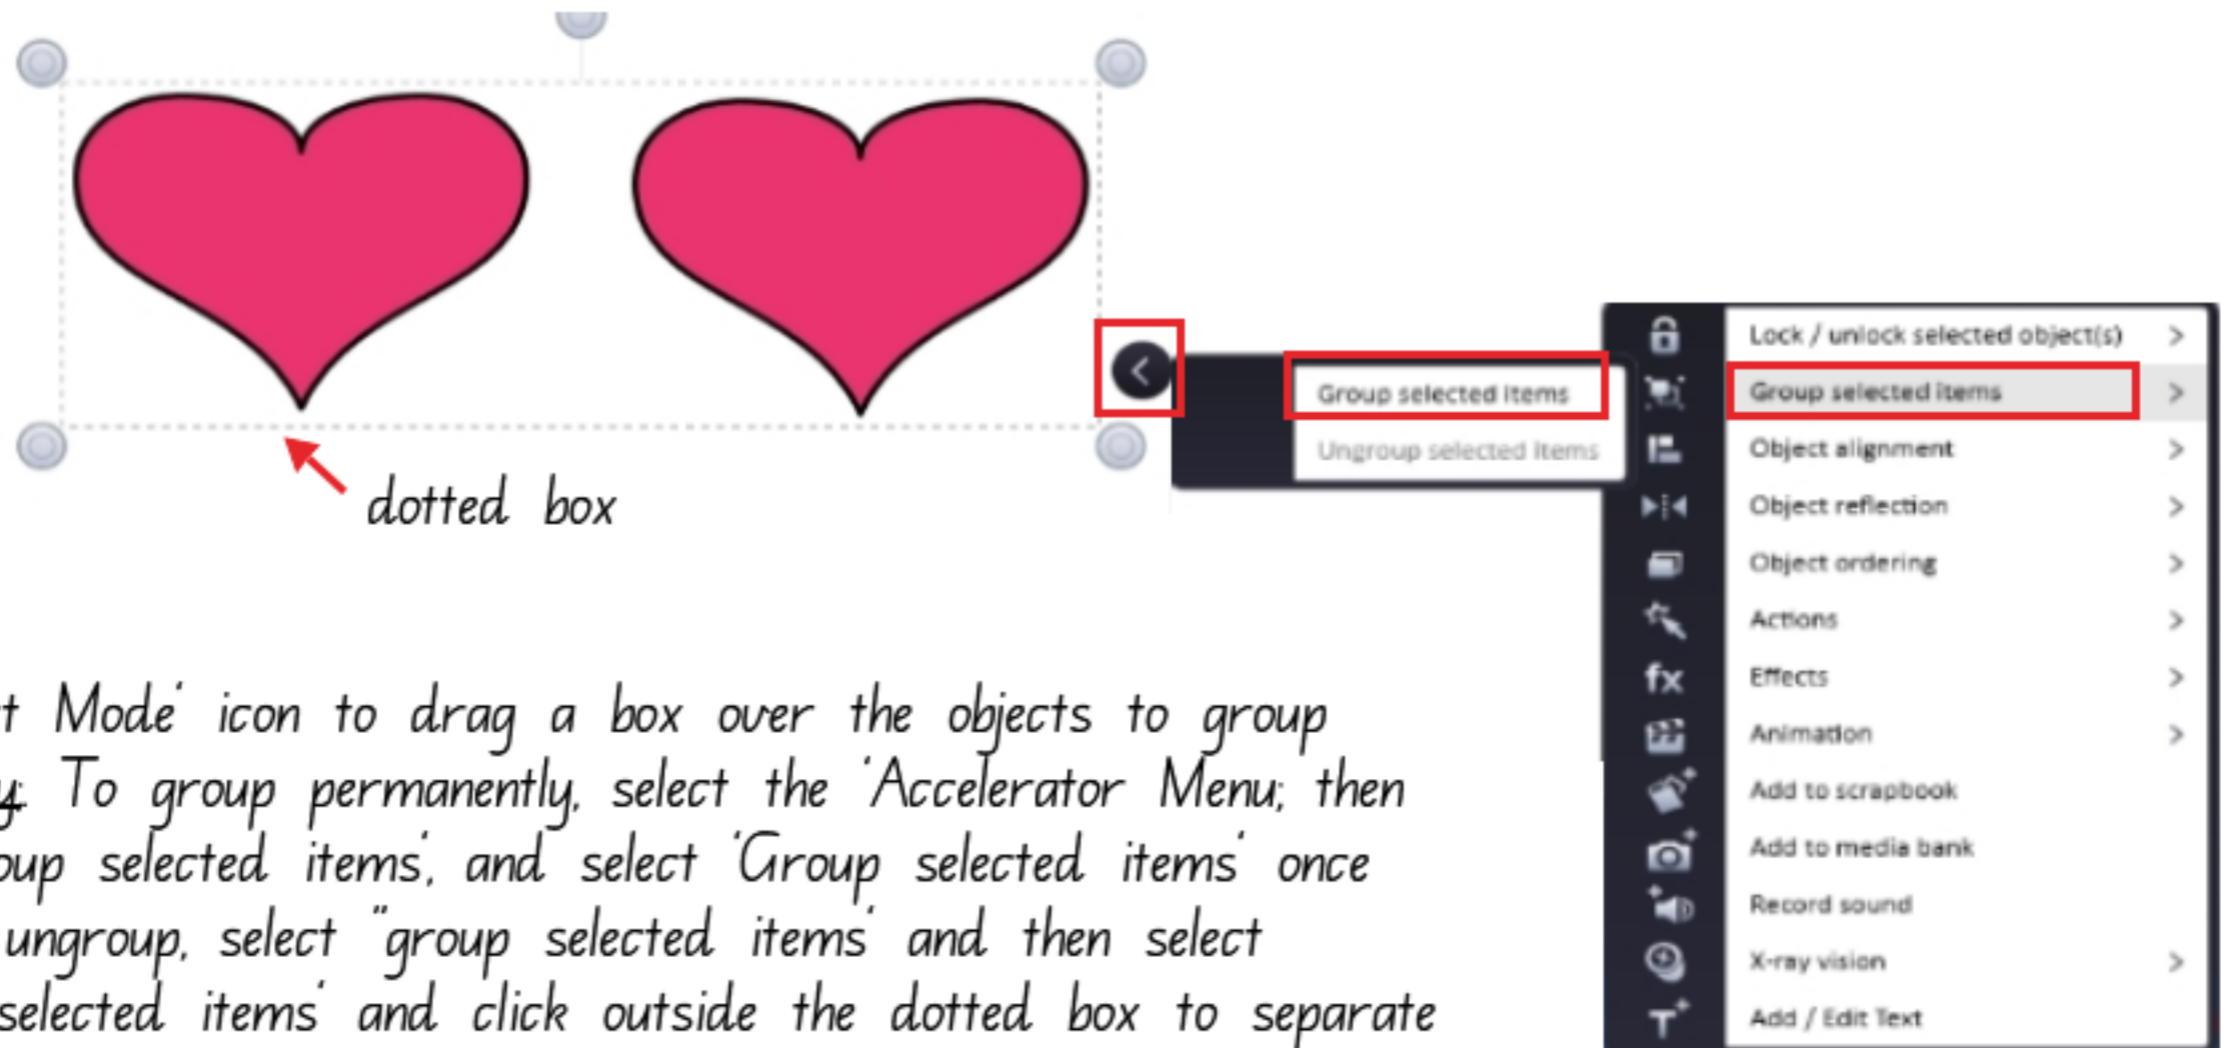 dotted box
Group selected items
Ungroup selected items
Lock / unlock selected object(s)
Group selected items
Object alignment
Object reflection
Object ordering
Actions
Effects
Animation
Add to scrapbook
Add to media bank
Record sound
X-ray vision
Add / Edit Text
fx
T+
t Mode' icon to drag a box over the objects to group
y. To group permanently, select the 'Accelerator Menu; then
oup selected items', and select 'Group selected items' once
ungroup, select "group selected items' and then select
selected items' and click outside the dotted box to separate